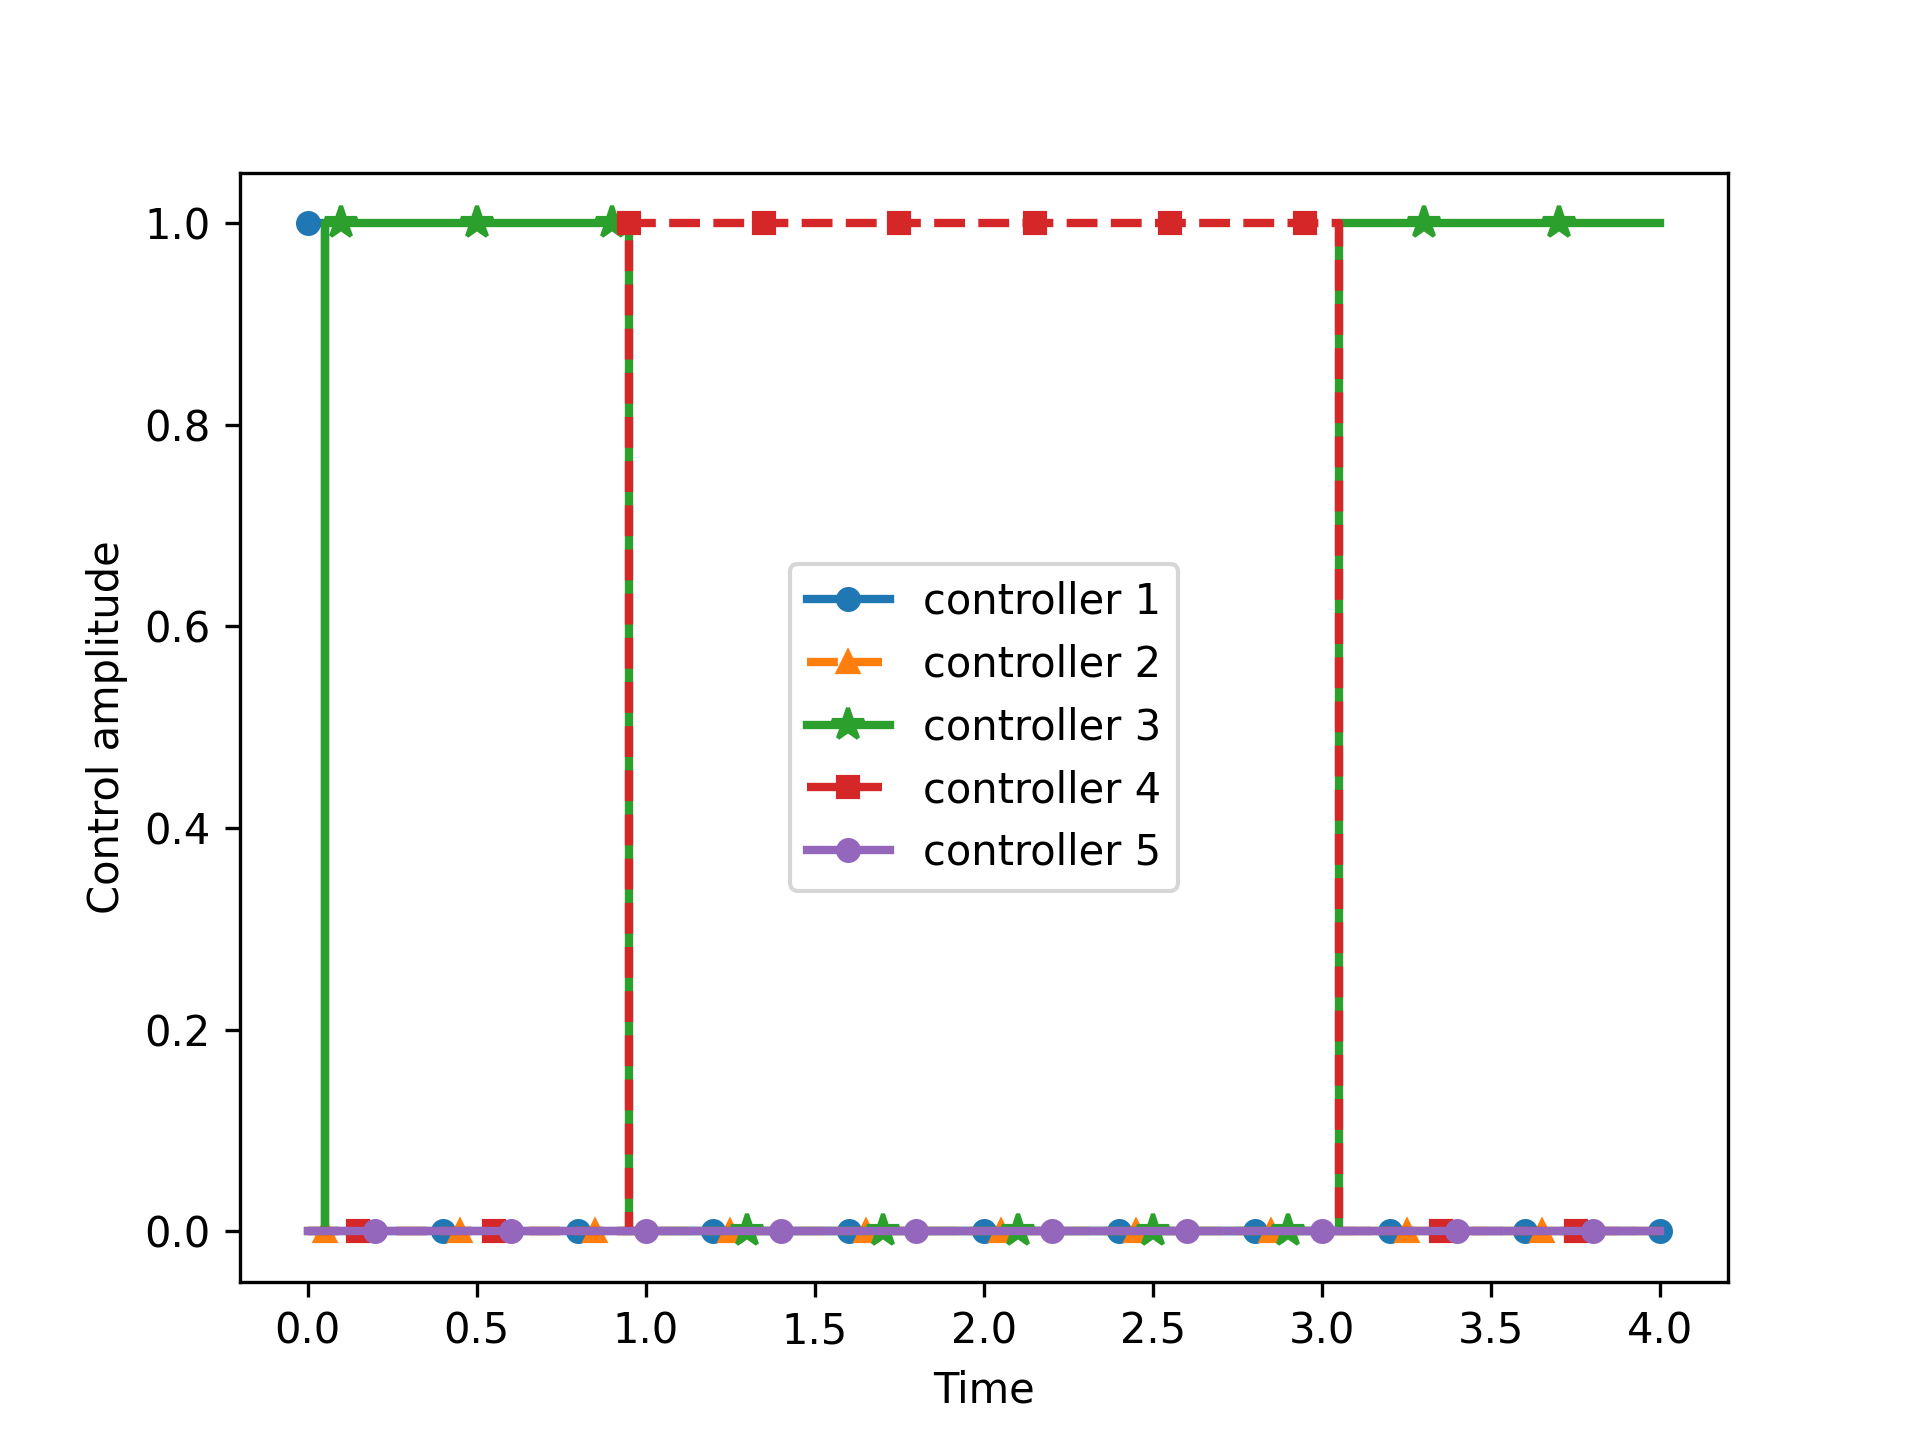 1.0
0.8
0.6
0.4
0.2
0.0
Control amplitude
controller 1
controller 2
controller 3
controller 4
controller 5
0.0 0.5 1.0 1.5 2.0 2.5 3.0 3.5 4.0
Time